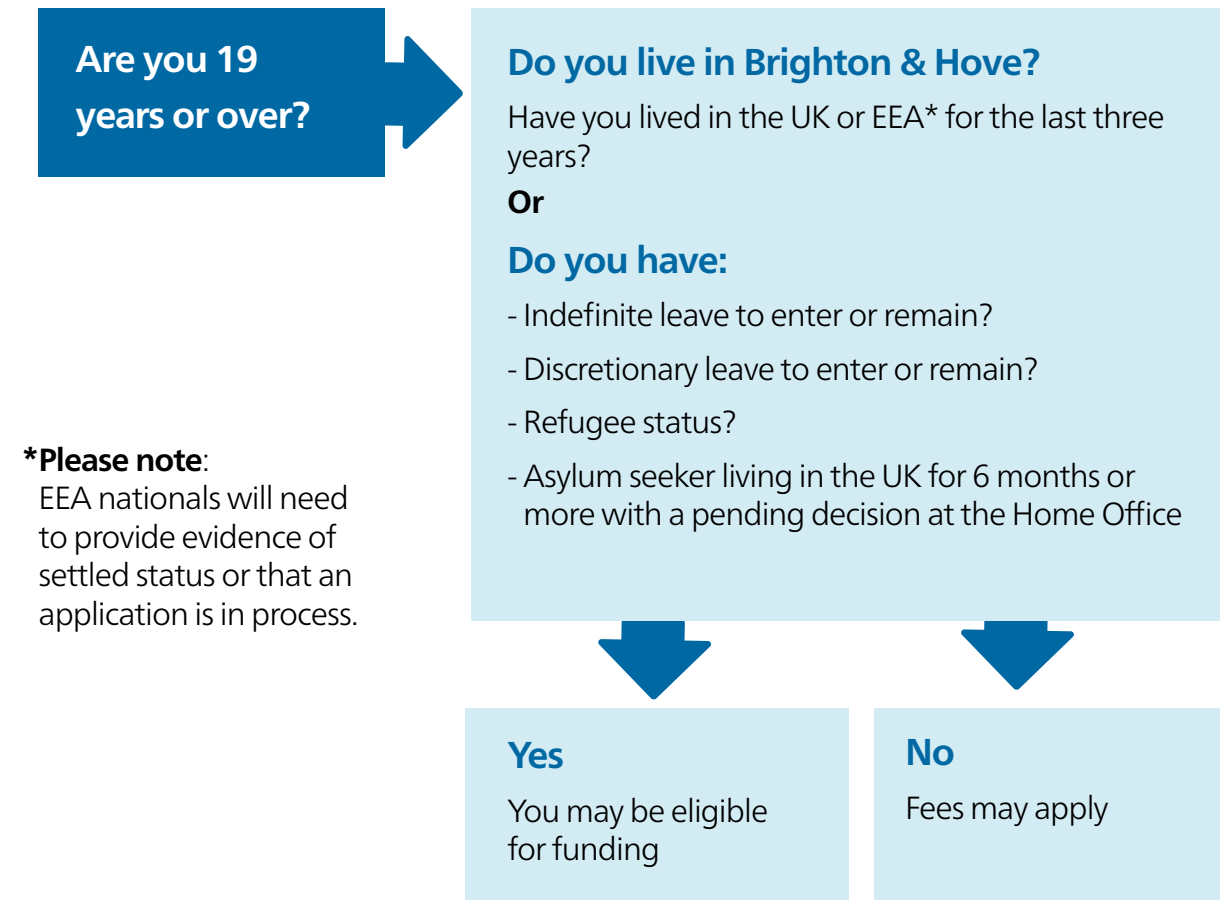 Are you 19
years or over?
Do you live in Brighton & Hove?
Have you lived in the UK or EEA* for the last three
years?
Or
Do you have:
- Indefinite leave to enter or remain?
- Discretionary leave to enter or remain?
- Refugee status?
- Asylum seeker living in the UK for 6 months or
more with a pending decision at the Home Office
*Please note:
EEA nationals will need
to provide evidence of
settled status or that an
application is in process.
Yes
You may be eligible
for funding
No
Fees may apply